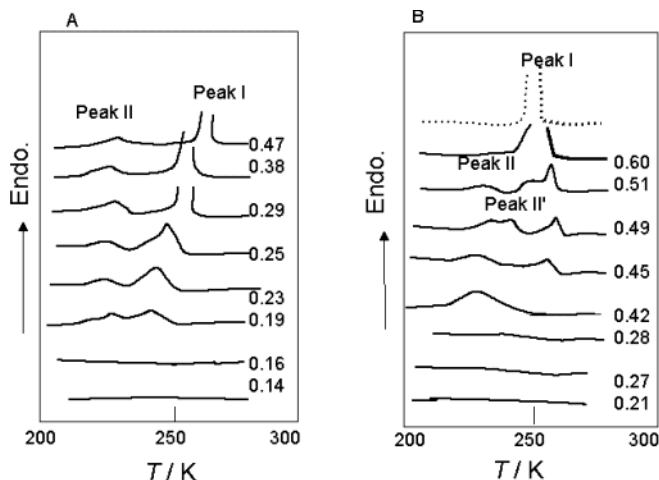 A
Peak I
Peak II
0.47
0.38
0.29
0.25
0.23
0.19
0.16
0.14
Endo.
200
250
300
T / K
B
Peak I
0.60
Peak II
0.51
Peak II'
0.49
0.45
0.42
0.28
0.27
0.21
Endo.
200
250
300
T / K